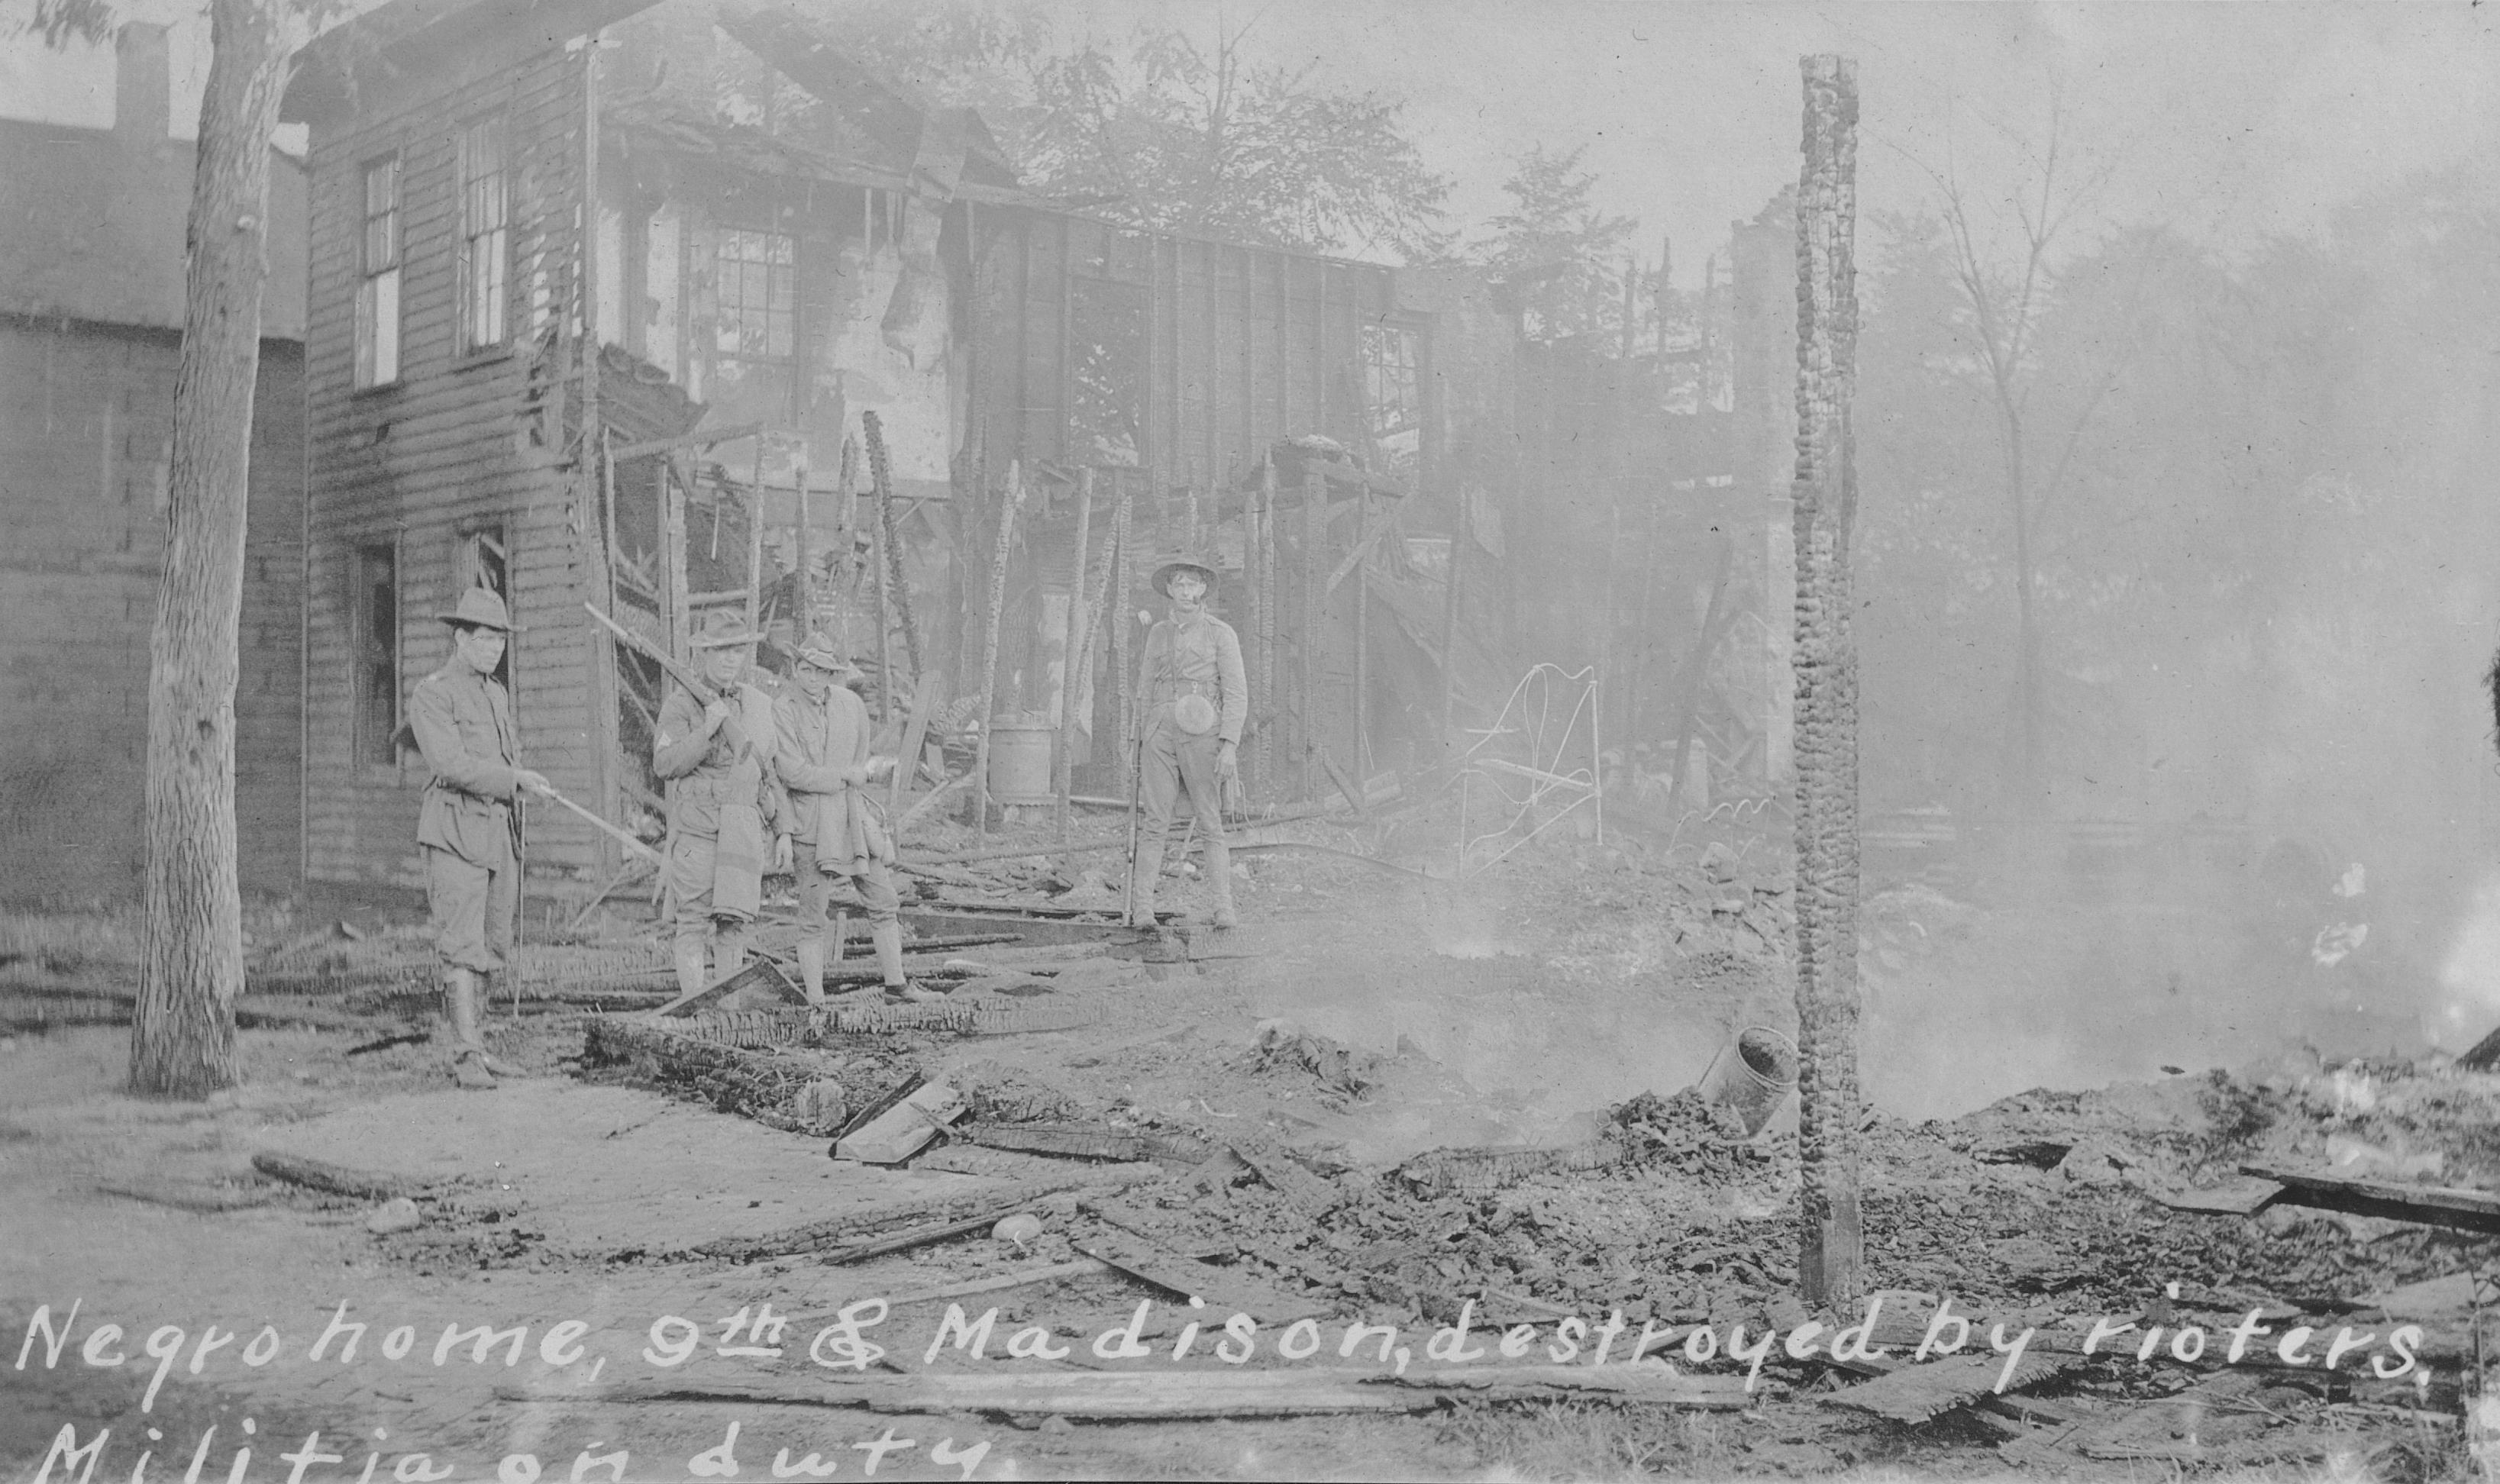 Negro home, 9th & Madison, destroyed by rioters.
Militia on duty.